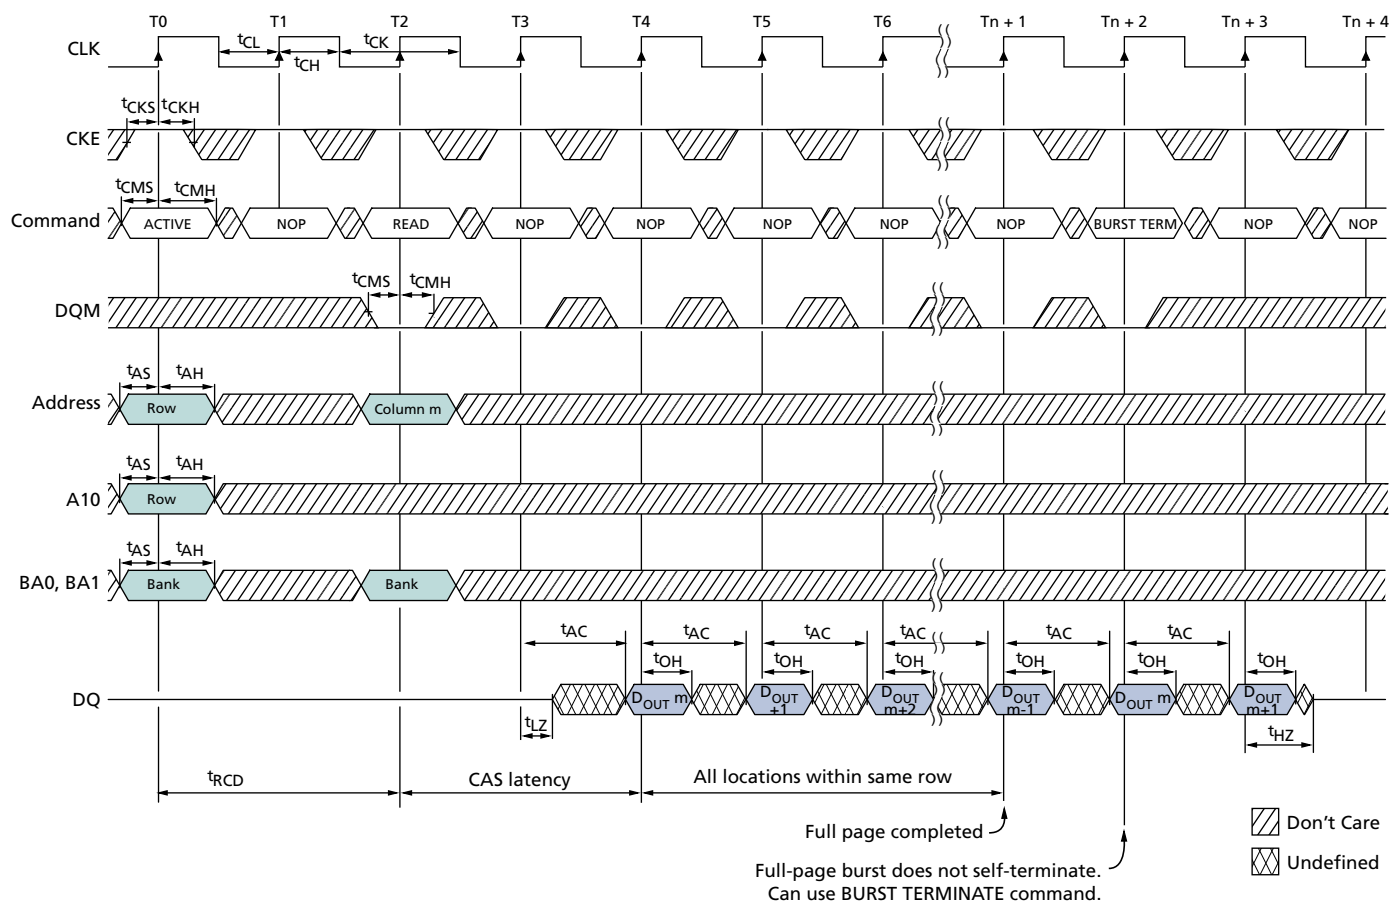 T0 T1 T2 T3 T4 T5 T6 Tn + 1 Tn + 2 Tn + 3 Tn + 4
CLK
tCL tCK
tCH
tCKS tCKH
CKE
tCMS tCMH
Command ACTIVE NOP READ NOP NOP NOP NOP NOP BURST TERM NOP NOP
tCMS tCMH
DQM
tAS tAH
Address Row Column m
tAS tAH
A10 Row
tAS tAH
BA0, BA1 Bank Bank
tAC tAC tAC tAC tAC tAC
tOH tOH tOH tOH tOH tOH
DQ DOUT m DOUT +1 DOUT m+2 DOUT m-1 DOUT m DOUT m+1
tLZ tHZ
tRCD CAS latency All locations within same row
Full page completed
Don't Care
Full-page burst does not self-terminate.
Undefined
Can use BURST TERMINATE command.